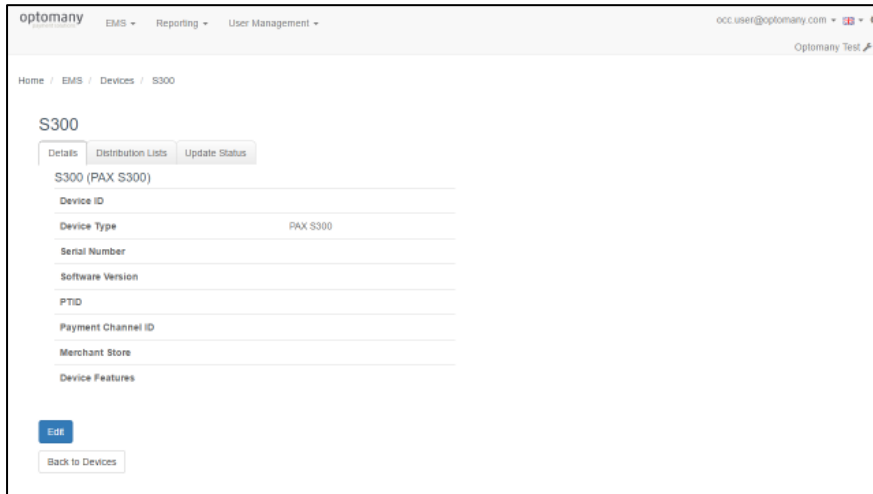 optomany
EMS Reporting User Management
occ.user@optomany.com
Optomany Test
Home / EMS / Devices / S300
S300
Details Distribution Lists Update Status
S300 (PAX S300)
Device ID
Device Type PAX S300
Serial Number
Software Version
PTID
Payment Channel ID
Merchant Store
Device Features
Edit
Back to Devices